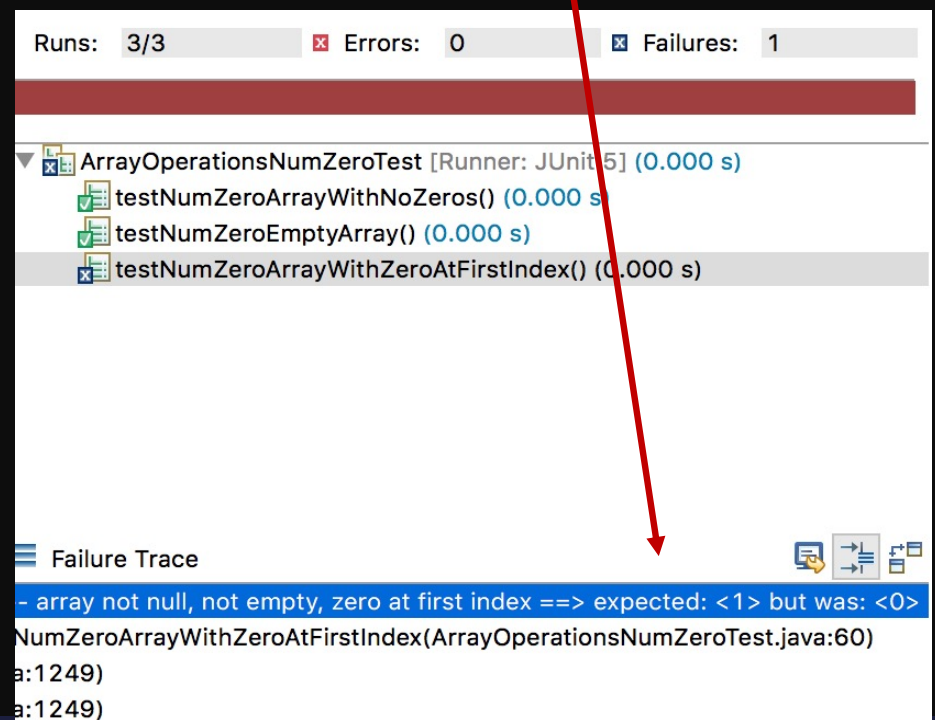 Runs: 3/3 Errors: 0 Failures: 1
ArrayOperationsNumZeroTest [Runner: JUnit 5] (0.000 s)
testNumZeroArrayWithNoZeros() (0.000 s)
testNumZeroEmptyArray() (0.000 s)
testNumZeroArrayWithZeroAtFirstIndex() (0.000 s)
Failure Trace
- array not null, not empty, zero at first index ==> expected: <1> but was: <0>
NumZeroArrayWithZeroAtFirstIndex(ArrayOperationsNumZeroTest.java:60)
a:1249)
a:1249)